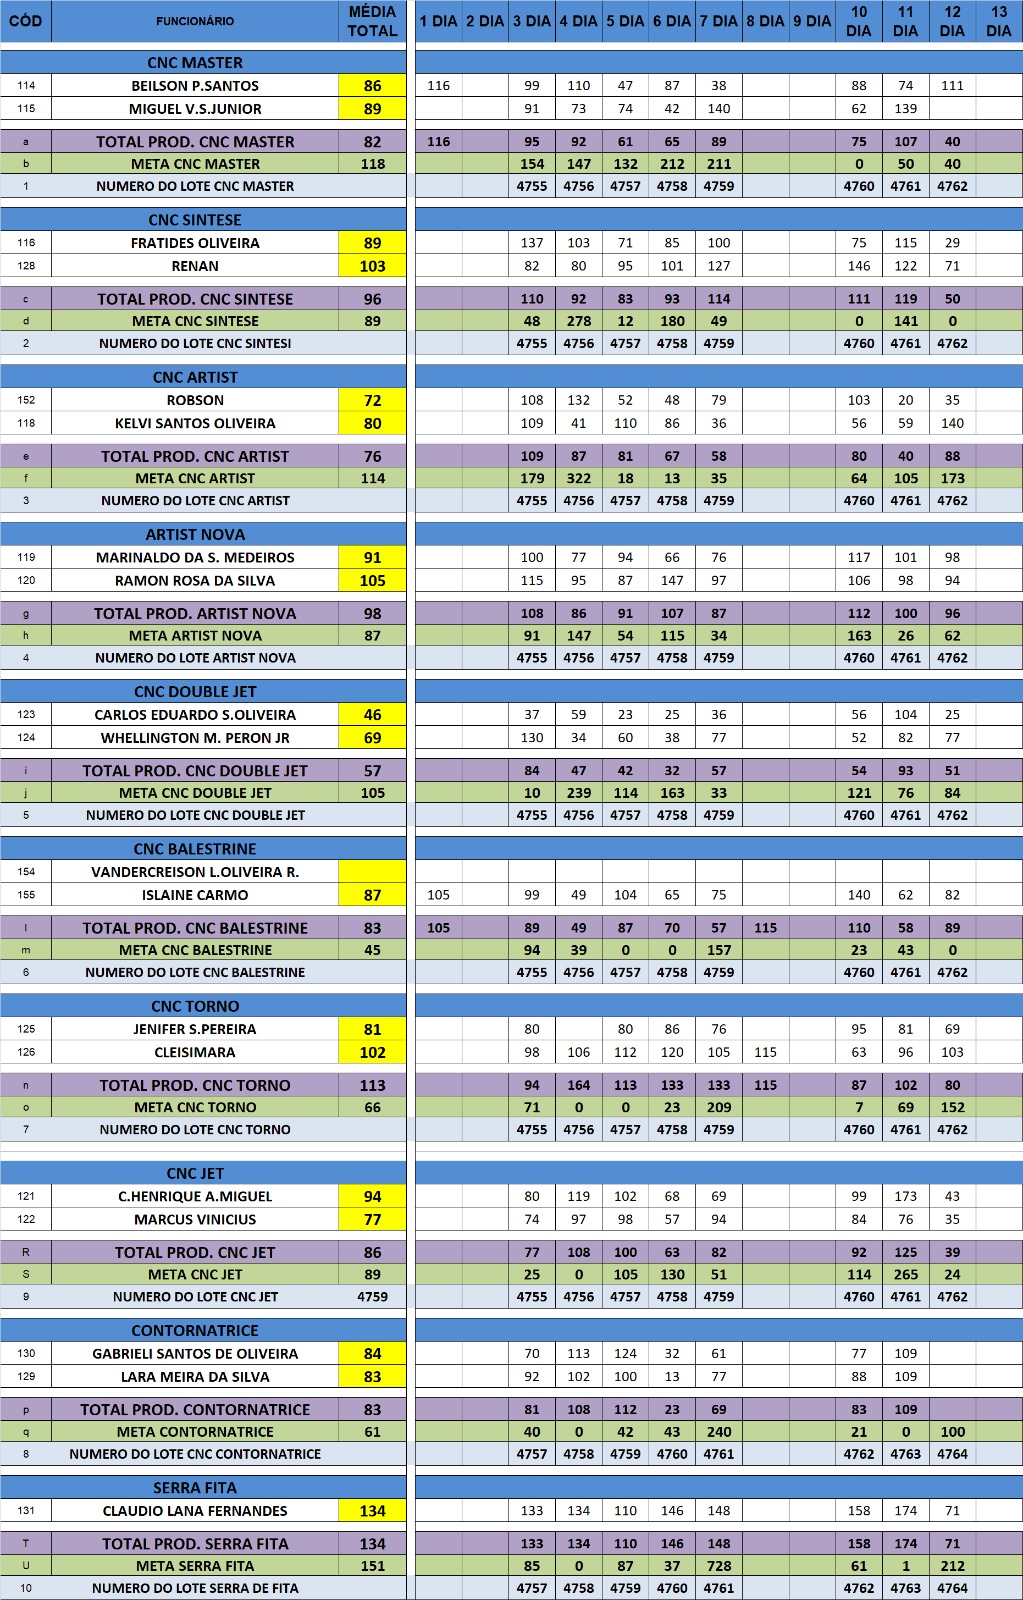 CÓD FUNCIONÁRIO MÉDIA TOTAL 1 DIA 2 DIA 3 DIA 4 DIA 5 DIA 6 DIA 7 DIA 8 DIA 9 DIA 10 DIA 11 DIA 12 DIA 13 DIA
CNC MASTER
114 BEILSON P.SANTOS 86 116 99 110 47 87 38 88 74 111
115 MIGUEL V.S.JUNIOR 89 91 73 74 42 140 62 139
a TOTAL PROD. CNC MASTER 82 116 95 92 61 65 89 75 107 40
b META CNC MASTER 118 154 147 132 212 211 0 50 40
1 NUMERO DO LOTE CNC MASTER 4755 4756 4757 4758 4759 4760 4761 4762
CNC SINTESE
116 FRATIDES OLIVEIRA 89 137 103 71 85 100 75 115 29
128 RENAN 103 82 80 95 101 127 146 122 71
c TOTAL PROD. CNC SINTESE 96 110 92 83 93 114 111 119 50
d META CNC SINTESE 89 48 278 12 180 49 0 141 0
2 NUMERO DO LOTE CNC SINTESI 4755 4756 4757 4758 4759 4760 4761 4762
CNC ARTIST
152 ROBSON 72 108 132 52 48 79 103 20 35
118 KELVI SANTOS OLIVEIRA 80 109 41 110 86 36 56 59 140
e TOTAL PROD. CNC ARTIST 76 109 87 81 67 58 80 40 88
f META CNC ARTIST 114 179 322 18 13 35 64 105 173
3 NUMERO DO LOTE CNC ARTIST 4755 4756 4757 4758 4759 4760 4761 4762
ARTIST NOVA
119 MARINALDO DA S. MEDEIROS 91 100 77 94 66 76 117 101 98
120 RAMON ROSA DA SILVA 105 115 95 87 147 97 106 98 94
g TOTAL PROD. ARTIST NOVA 98 108 86 91 107 87 112 100 96
h META ARTIST NOVA 87 91 147 54 115 34 163 26 62
4 NUMERO DO LOTE ARTIST NOVA 4755 4756 4757 4758 4759 4760 4761 4762
CNC DOUBLE JET
123 CARLOS EDUARDO S.OLIVEIRA 46 37 59 23 25 36 56 104 25
124 WHELLINGTON M. PERON JR 69 130 34 60 38 77 52 82 77
i TOTAL PROD. CNC DOUBLE JET 57 84 47 42 32 57 54 93 51
j META CNC DOUBLE JET 105 10 239 114 163 33 121 76 84
5 NUMERO DO LOTE CNC DOUBLE JET 4755 4756 4757 4758 4759 4760 4761 4762
CNC BALESTRINE
154 VANDERCREISON L.OLIVEIRA R.
155 ISLAINE CARMO 87 105 99 49 104 65 75 140 62 82
l TOTAL PROD. CNC BALESTRINE 83 105 89 49 87 70 57 115 110 58 89
m META CNC BALESTRINE 45 94 39 0 0 157 23 43 0
6 NUMERO DO LOTE CNC BALESTRINE 4755 4756 4757 4758 4759 4760 4761 4762
CNC TORNO
125 JENIFER S.PEREIRA 81 80 80 86 76 95 81 69
126 CLEISIMARA 102 98 106 112 120 105 115 63 96 103
n TOTAL PROD. CNC TORNO 113 94 164 113 133 133 115 87 102 80
o META CNC TORNO 66 71 0 0 23 209 7 69 152
7 NUMERO DO LOTE CNC TORNO 4755 4756 4757 4758 4759 4760 4761 4762
CNC JET
121 C.HENRIQUE A.MIGUEL 94 80 119 102 68 69 99 173 43
122 MARCUS VINICIUS 77 74 97 98 57 94 84 76 35
R TOTAL PROD. CNC JET 86 77 108 100 63 82 92 125 39
S META CNC JET 89 25 0 105 130 51 114 265 24
9 NUMERO DO LOTE CNC JET 4759 4755 4756 4757 4758 4759 4760 4761 4762
CONTORNATRICE
130 GABRIELI SANTOS DE OLIVEIRA 84 70 113 124 32 61 77 109
129 LARA MEIRA DA SILVA 83 92 102 100 13 77 88 109
p TOTAL PROD. CONTORNATRICE 83 81 108 112 23 69 83 109
q META CONTORNATRICE 61 40 0 42 43 240 21 0 100
8 NUMERO DO LOTE CNC CONTORNATRICE 4757 4758 4759 4760 4761 4762 4763 4764
SERRA FITA
131 CLAUDIO LANA FERNANDES 134 133 134 110 146 148 158 174 71
T TOTAL PROD. SERRA FITA 134 133 134 110 146 148 158 174 71
U META SERRA FITA 151 85 0 87 37 728 61 1 212
10 NUMERO DO LOTE SERRA DE FITA 4757 4758 4759 4760 4761 4762 4763 4764